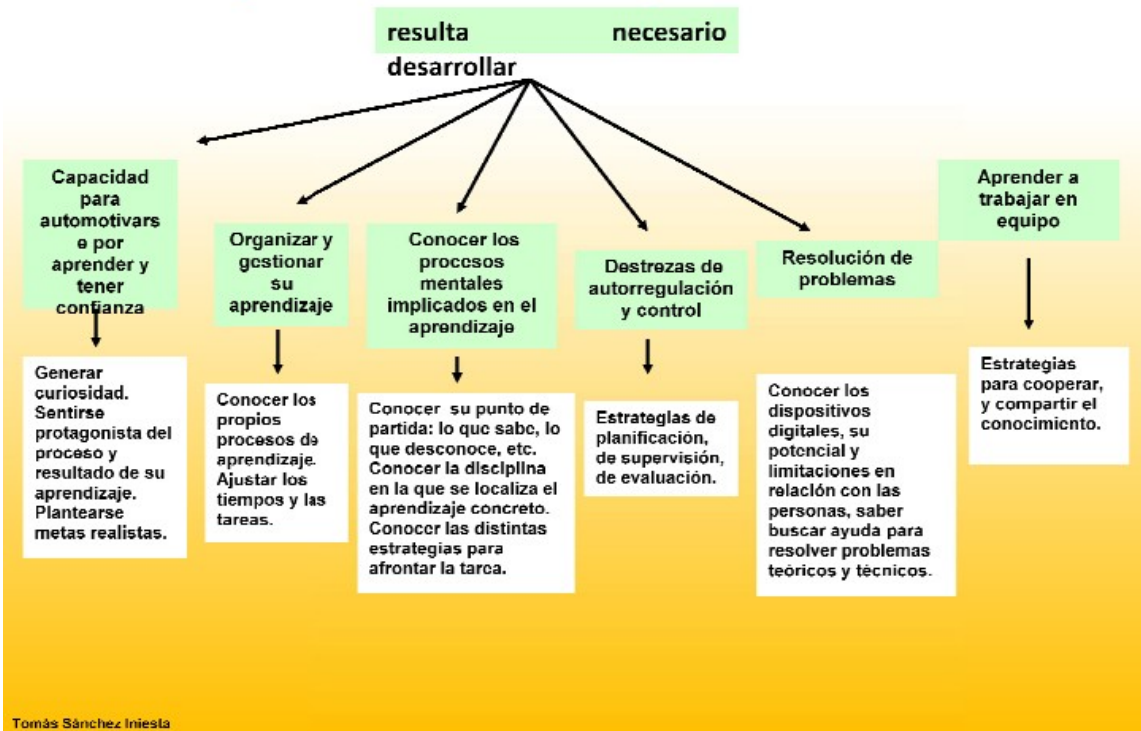 resulta necesario
desarrollar
Capacidad
para
automotivars
e por
aprender y
tener
confianza
Organizar y
gestionar
su
aprendizaje
Conocer los
procesos
mentales
implicados en el
aprendizaje
Destrezas de
autorregulación
y control
Resolución de
problemas
Aprender a
trabajar en
equipo
Generar
curiosidad.
Sentirse
protagonista del
proceso y
resultado de su
aprendizaje.
Plantearse
metas realistas.
Conocer los
propios
procesos de
aprendizaje.
Ajustar los
tiempos y las
tareas.
Conocer su punto de
partida: lo que sabe, lo
que desconoce, etc.
Conocer la disciplina
en la que se localiza el
aprendizaje concreto.
Conocer las distintas
estrategias para
afrontar la tarea.
Estrategias de
planificación,
de supervisión,
de evaluación.
Conocer los
dispositivos
digitales, su
potencial y
limitaciones en
relación con las
personas, saber
buscar ayuda para
resolver problemas
teóricos y técnicos.
Estrategias
para cooperar,
y compartir el
conocimiento.
Tomás Sánchez Iniesta